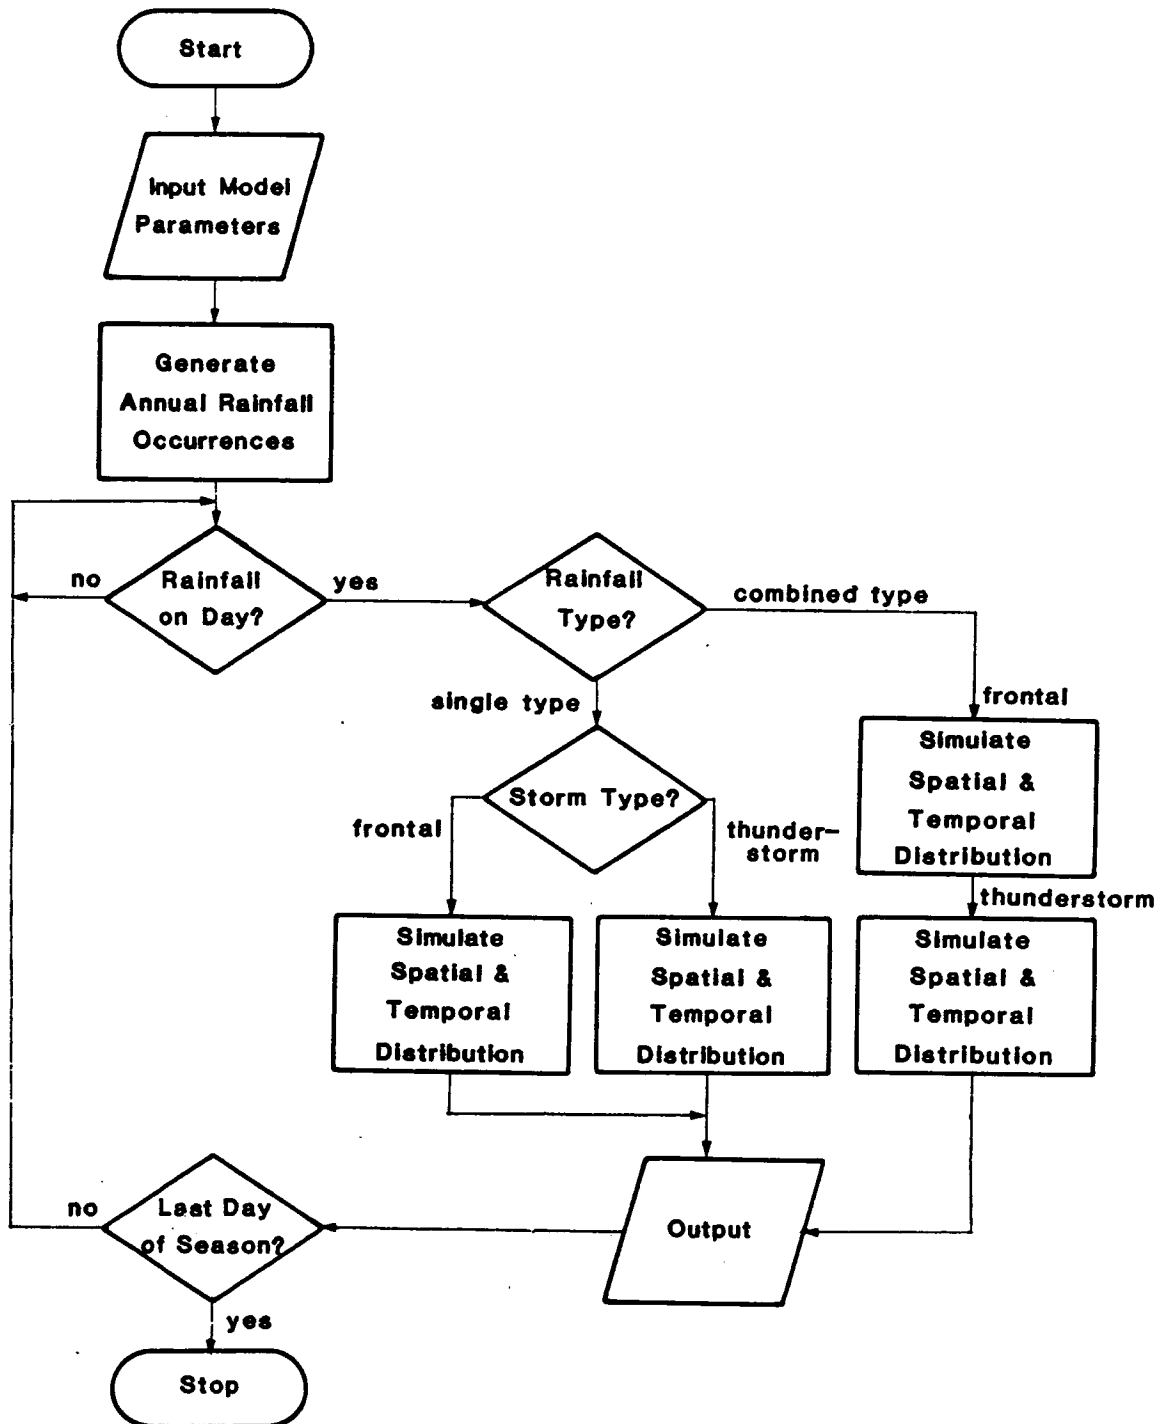 Start
Input Model
Parameters
Generate
Annual Rainfall
Occurrences
no
Rainfall
on Day?
yes
Rainfall
Type?
combined type
single type
frontal
Storm Type?
frontal
thunder-
storm
Simulate
Spatial &
Temporal
Distribution
thunderstorm
Simulate
Spatial &
Temporal
Distribution
Simulate
Spatial &
Temporal
Distribution
Simulate
Spatial &
Temporal
Distribution
no
Last Day
of Season?
Output
yes
Stop